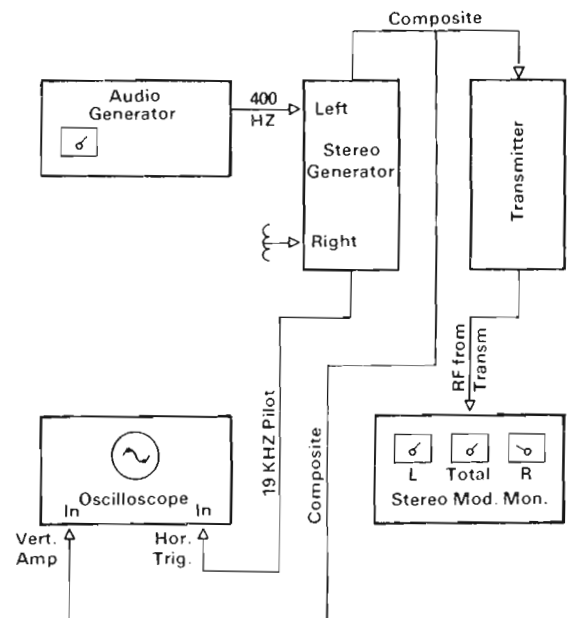 Composite
Audio
Generator
400
HZ
Left
Stereo
Generator
Right
Transmitter
19 KHZ Pilot
Composite
RF from
Transm
Oscilloscope
In
In
Vert.
Amp
Hor.
Trig.
L Total R
Stereo Mod. Mon.